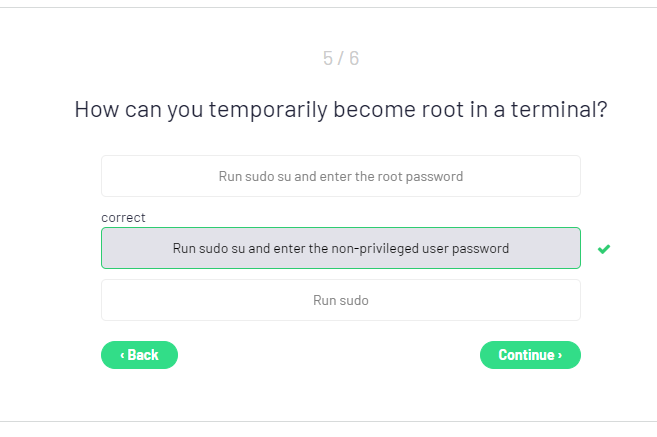 5 / 6
How can you temporarily become root in a terminal?
Run sudo su and enter the root password
correct
Run sudo su and enter the non-privileged user password
Run sudo
‹ Back
Continue ›